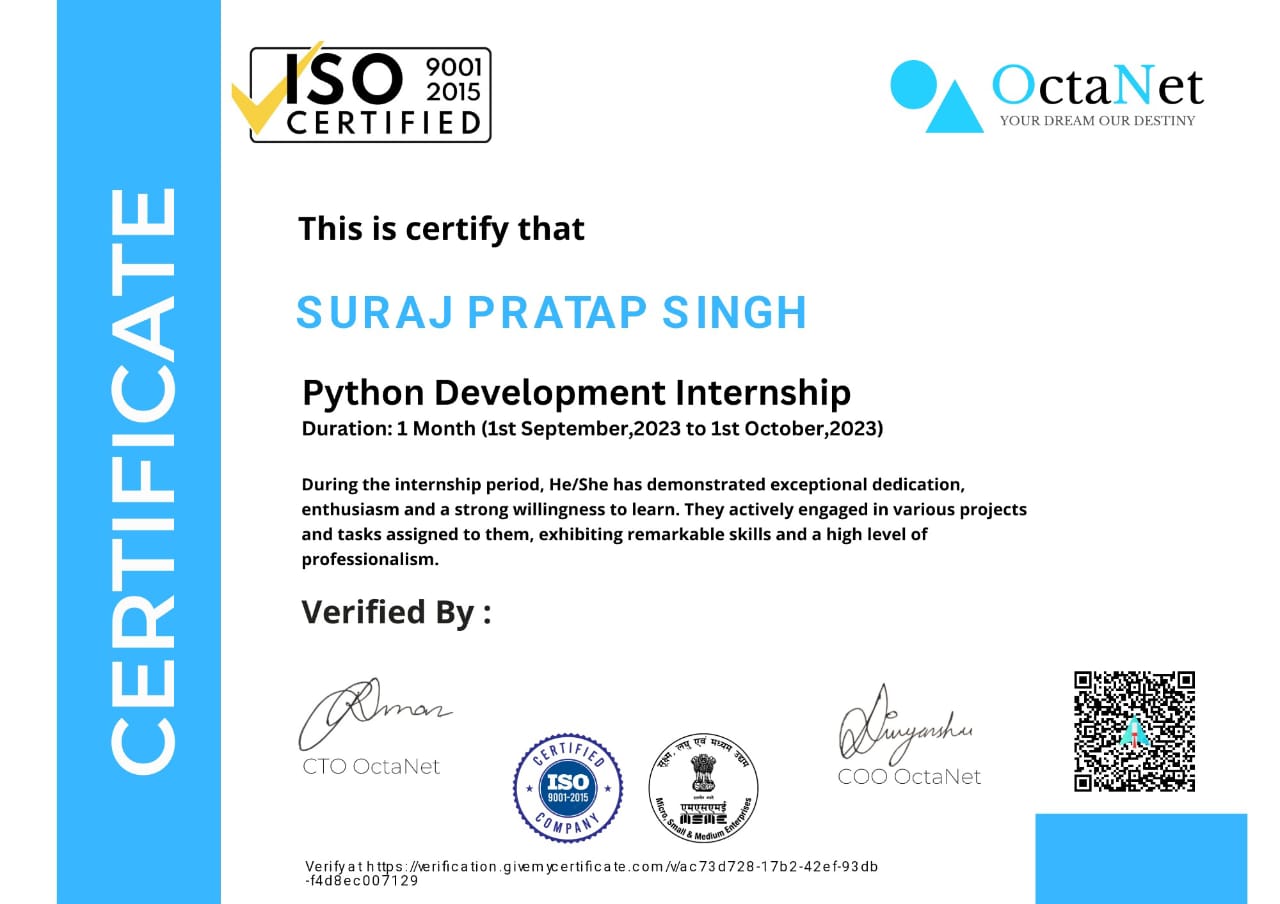 CERTIFICATE
ISO 9001
2015
CERTIFIED
OctaNet
YOUR DREAM OUR DESTINY
This is certify that
SURAJ PRATAP SINGH
Python Development Internship
Duration: 1 Month (1st September,2023 to 1st October,2023)
During the internship period, He/She has demonstrated exceptional dedication,
enthusiasm and a strong willingness to learn. They actively engaged in various projects
and tasks assigned to them, exhibiting remarkable skills and a high level of
professionalism.
Verified By :
CTO OctaNet
CERTIFIED
ISO
9001-2015
COMPANY
सूक्ष्म, लघु एवं मध्यम उद्यम
एमएसएमई
MSME
Micro, Small & Medium Enterprises
Divyanshu
COO OctaNet
Verify at https://verification.givemycertificate.com/v/ac73d728-17b2-42ef-93db
-f4d8ec007129